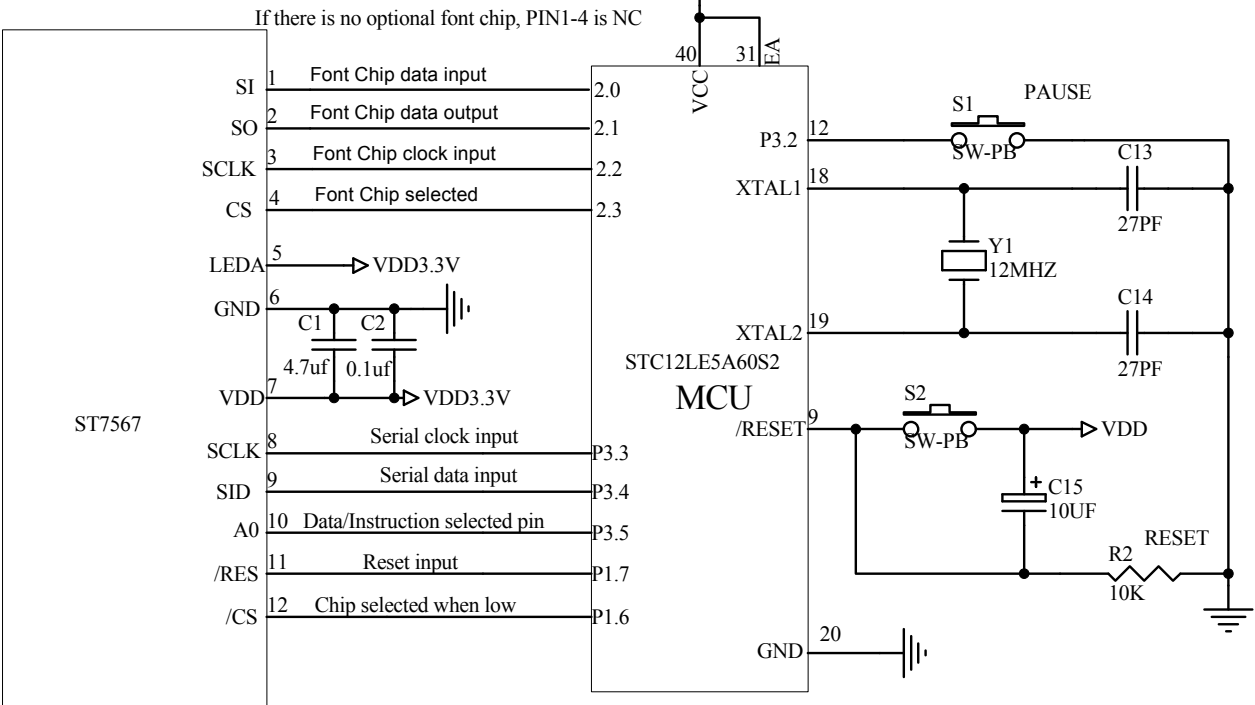 If there is no optional font chip, PIN1-4 is NC
40
31
EA
VCC
SI
1
Font Chip data input
2.0
SO
2
Font Chip data output
2.1
SCLK
3
Font Chip clock input
2.2
CS
4
Font Chip selected
2.3
LEDA
5
VDD3.3V
GND
6
C1
C2
4.7uf
0.1uf
VDD
7
VDD3.3V
ST7567
SCLK
8
Serial clock input
P3.3
SID
9
Serial data input
P3.4
A0
10
Data/Instruction selected pin
P3.5
/RES
11
Reset input
P1.7
/CS
12
Chip selected when low
P1.6
STC12LE5A60S2
MCU
P3.2
12
S1
PAUSE
SW-PB
XTAL1
18
C13
27PF
Y1
12MHZ
XTAL2
19
C14
27PF
/RESET
9
S2
SW-PB
VDD
+
C15
10UF
RESET
R2
10K
GND
20